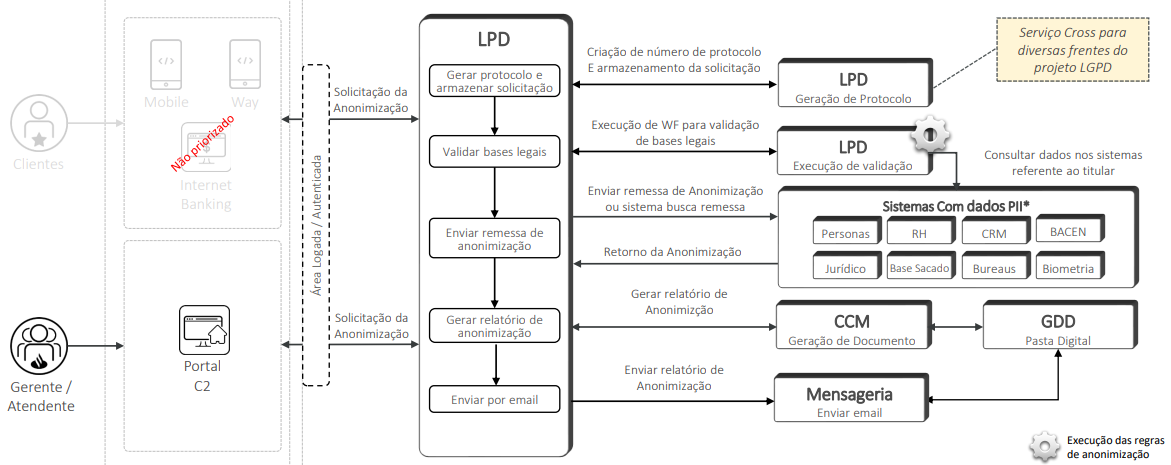 Mobile
Way
Clientes
Não priorizado
Internet
Banking
Gerente /
Atendente
Portal
C2
Área Logada / Autenticada
Solicitação da
Anonimização
Solicitação da
Anonimização
LPD
Gerar protocolo e
armazenar solicitação
Validar bases legais
Enviar remessa de
anonimização
Gerar relatório de
anonimização
Enviar por email
Criação de número de protocolo
E armazenamento da solicitação
Execução de WF para validação
de bases legais
Enviar remessa de Anonimização
ou sistema busca remessa
Retorno da Anonimização
Gerar relatório de
Anonimizção
Enviar relatório de
Anonimização
LPD
Geração de Protocolo
Serviço Cross para
diversas frentes do
projeto LGPD
LPD
Execução de validação
Consultar dados nos sistemas
referente ao titular
Sistemas Com dados PII*
Personas
RH
CRM
BACEN
Jurídico
Base Sacado
Bureaus
Biometria
CCM
Geração de Documento
GDD
Pasta Digital
Mensageria
Enviar email
Execução das regras
de anonimização